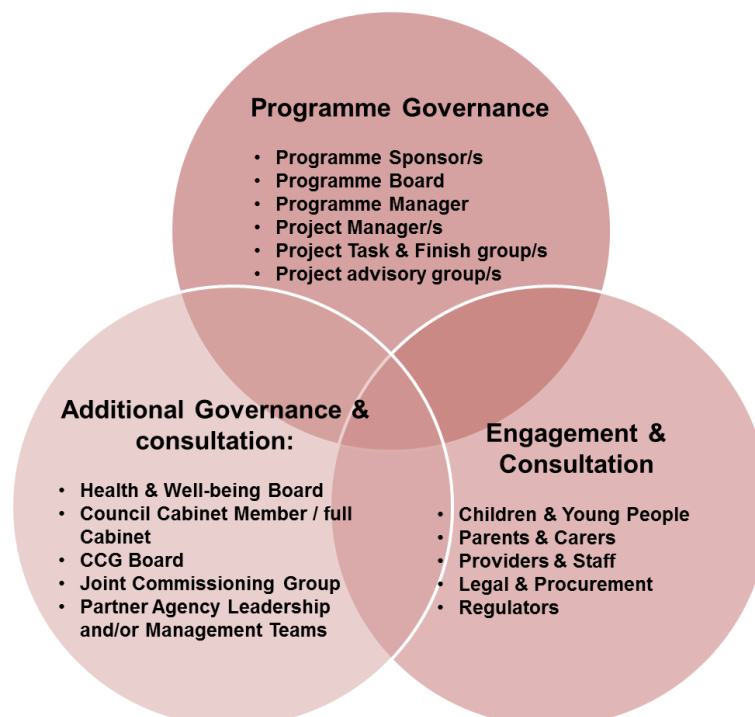 Programme Governance
• Programme Sponsor/s
• Programme Board
• Programme Manager
• Project Manager/s
• Project Task & Finish group/s
• Project advisory group/s
Additional Governance &
consultation:
• Health & Well-being Board
• Council Cabinet Member / full
Cabinet
• CCG Board
• Joint Commissioning Group
• Partner Agency Leadership
and/or Management Teams
Engagement &
Consultation
• Children & Young People
• Parents & Carers
• Providers & Staff
• Legal & Procurement
• Regulators